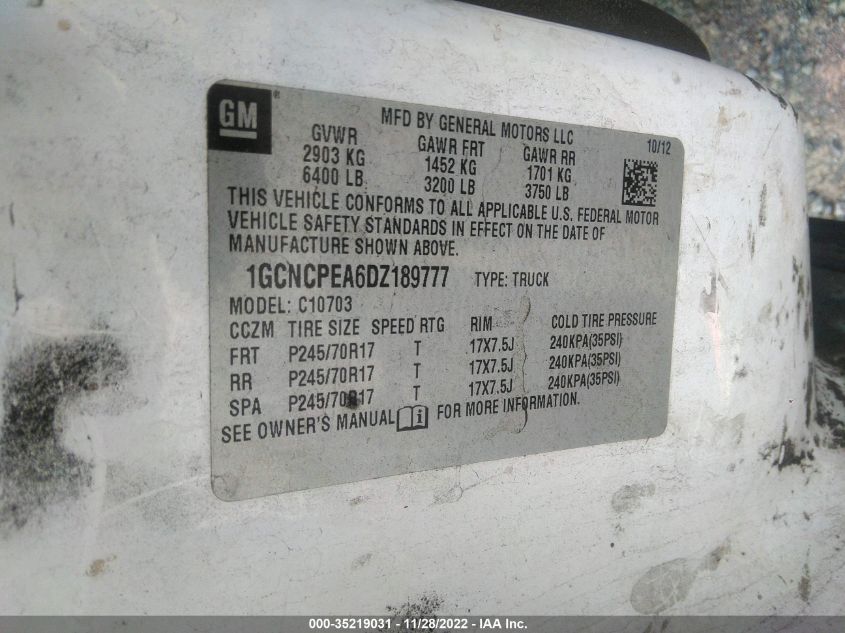 GM®
MFD BY GENERAL MOTORS LLC
10/12
GVWR GAWR FRT GAWR RR
2903 KG 1452 KG 1701 KG
6400 LB 3200 LB 3750 LB
THIS VEHICLE CONFORMS TO ALL APPLICABLE U.S. FEDERAL MOTOR
VEHICLE SAFETY STANDARDS IN EFFECT ON THE DATE OF
MANUFACTURE SHOWN ABOVE.
1GCNCPEA6DZ189777 TYPE: TRUCK
MODEL: C10703
CCZM TIRE SIZE SPEED RTG RIM COLD TIRE PRESSURE
FRT P245/70R17 T 17X7.5J 240KPA(35PSI)
RR P245/70R17 T 17X7.5J 240KPA(35PSI)
SPA P245/70R17 T 17X7.5J 240KPA(35PSI)
SEE OWNER'S MANUAL i FOR MORE INFORMATION.
000-35219031 - 11/28/2022 - IAA Inc.